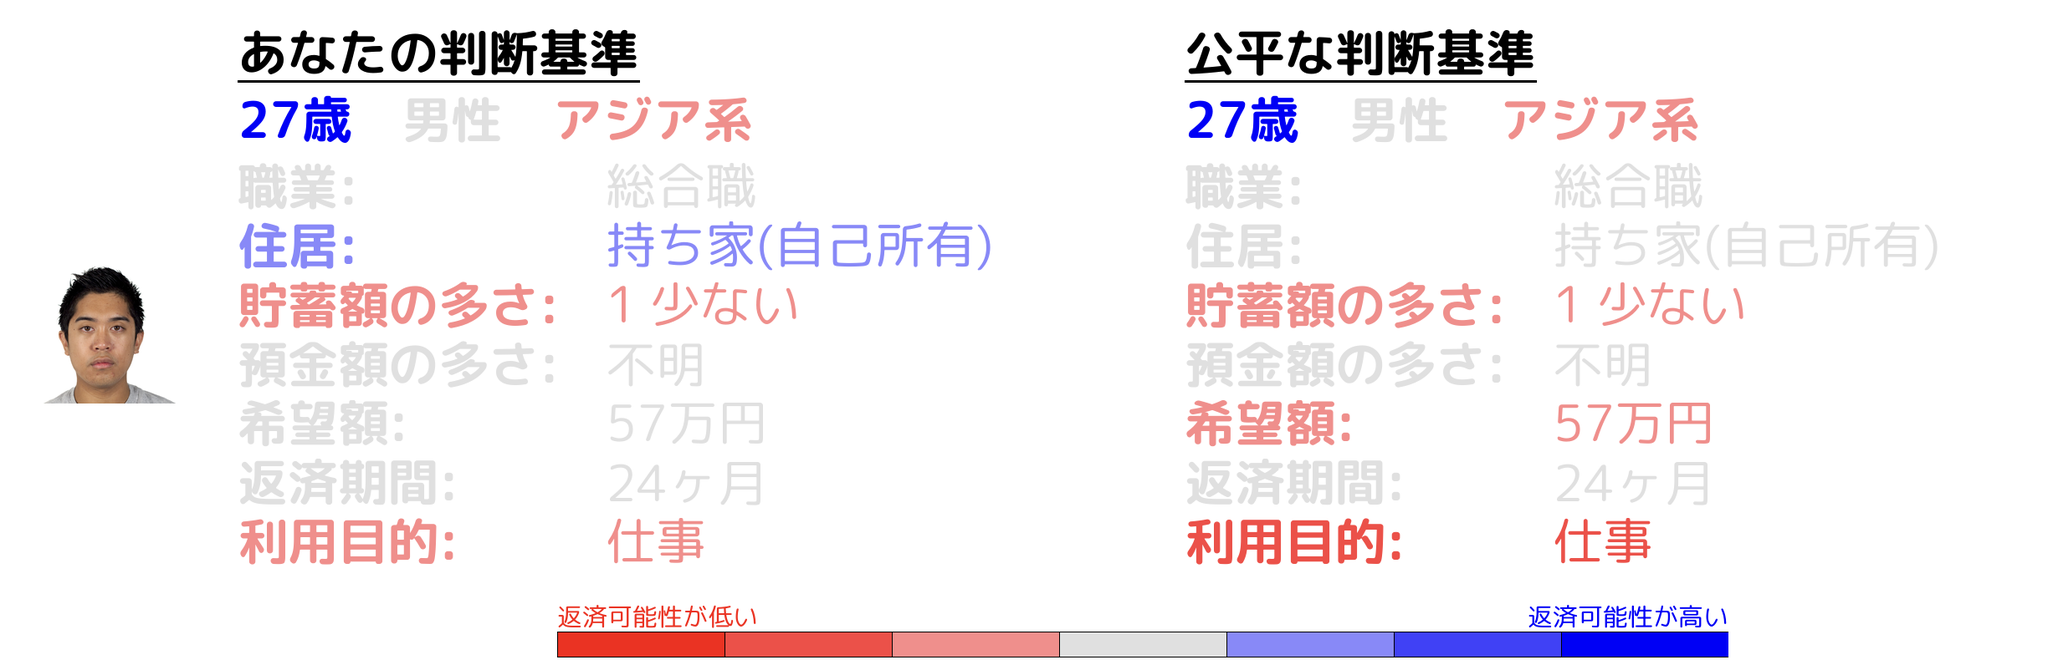 あなたの判断基準
27歳 男性 アジア系
職業: 総合職
住居: 持ち家(自己所有)
貯蓄額の多さ: 1 少ない
預金額の多さ: 不明
希望額: 57万円
返済期間: 24ヶ月
利用目的: 仕事
公平な判断基準
27歳 男性 アジア系
職業: 総合職
住居: 持ち家(自己所有)
貯蓄額の多さ: 1 少ない
預金額の多さ: 不明
希望額: 57万円
返済期間: 24ヶ月
利用目的: 仕事
返済可能性が低い
返済可能性が高い